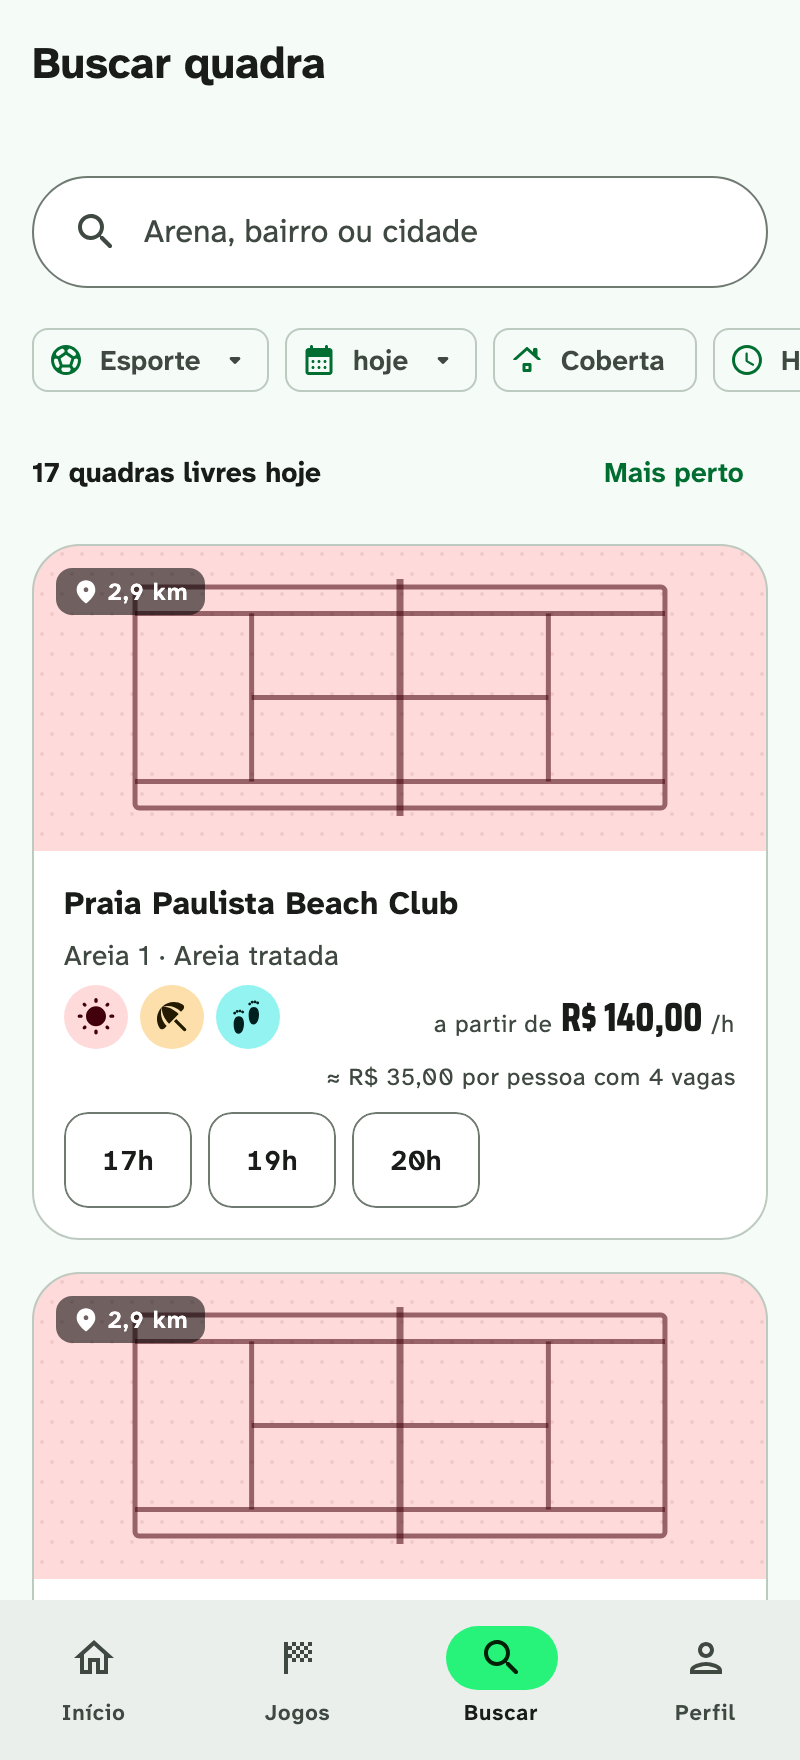 Buscar quadra
Arena, bairro ou cidade
Esporte
hoje
Coberta
17 quadras livres hoje
Mais perto
2,9 km
Praia Paulista Beach Club
Areia 1 · Areia tratada
a partir de R$ 140,00 /h
≈ R$ 35,00 por pessoa com 4 vagas
17h
19h
20h
2,9 km
Início
Jogos
Buscar
Perfil